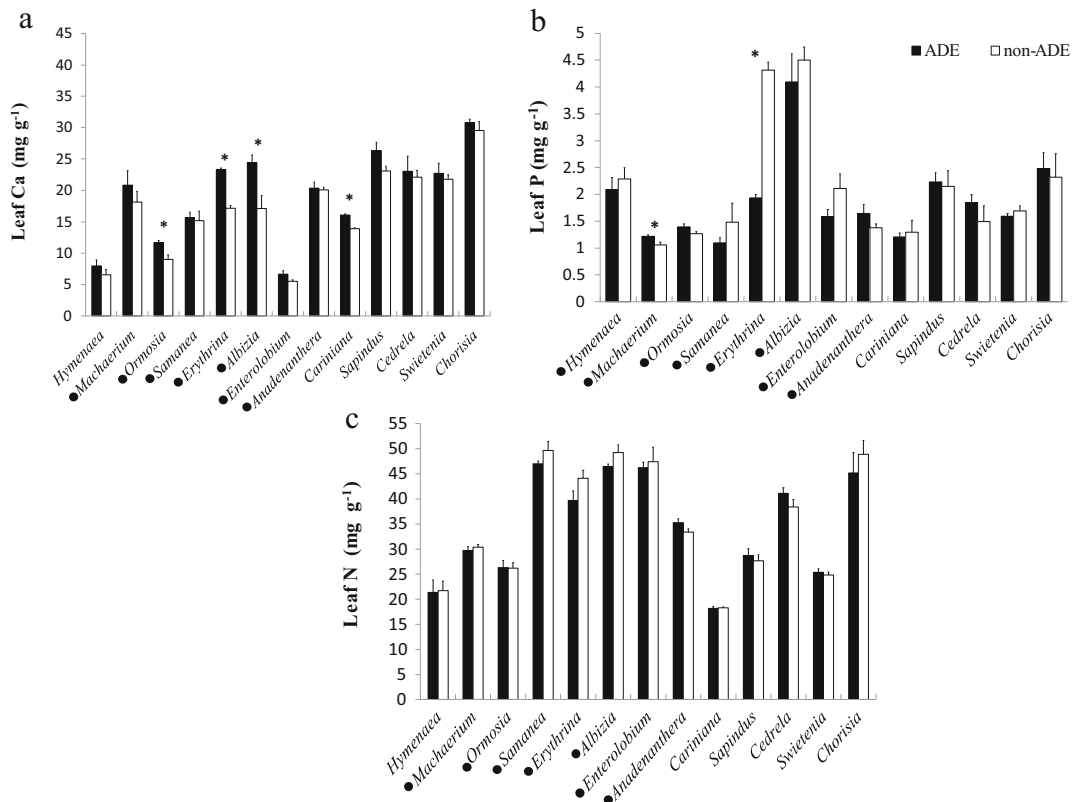 a
Leaf Ca (mg g-1)
45
40
35
30
25
20
15
10
5
0
*
*
*
*
Hymenaea
●Machaerium
●Ormosia
●Samanea
●Erythrina
●Albizia
●Enterolobium
●Anadenanthera
Cariniana
Sapindus
Cedrela
Swietenia
Chorisia
b
Leaf P (mg g-1)
5
4.5
4
3.5
3
2.5
2
1.5
1
0.5
0
ADE
non-ADE
*
*
●Hymenaea
●Machaerium
●Ormosia
●Samanea
●Erythrina
●Albizia
●Enterolobium
●Anadenanthera
Cariniana
Sapindus
Cedrela
Swietenia
Chorisia
c
Leaf N (mg g-1)
55
50
45
40
35
30
25
20
15
10
5
0
Hymenaea
●Machaerium
●Ormosia
●Samanea
●Erythrina
●Albizia
●Enterolobium
●Anadenanthera
Cariniana
Sapindus
Cedrela
Swietenia
Chorisia